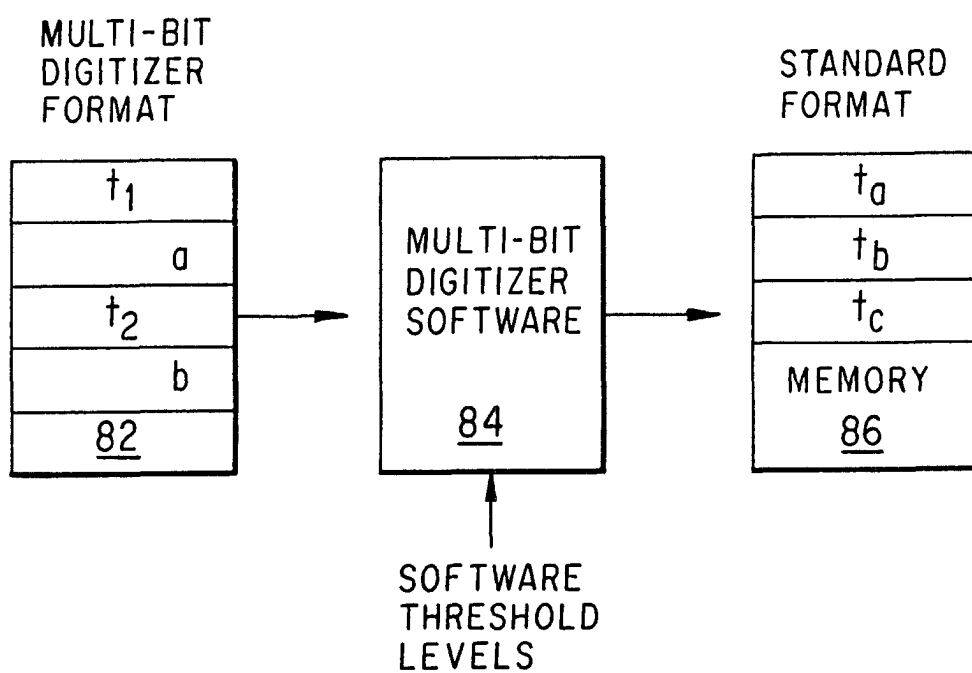 MULTI-BIT
DIGITIZER
FORMAT
t1
a
t2
b
82
MULTI-BIT
DIGITIZER
SOFTWARE
84
SOFTWARE
THRESHOLD
LEVELS
STANDARD
FORMAT
ta
tb
tc
MEMORY
86